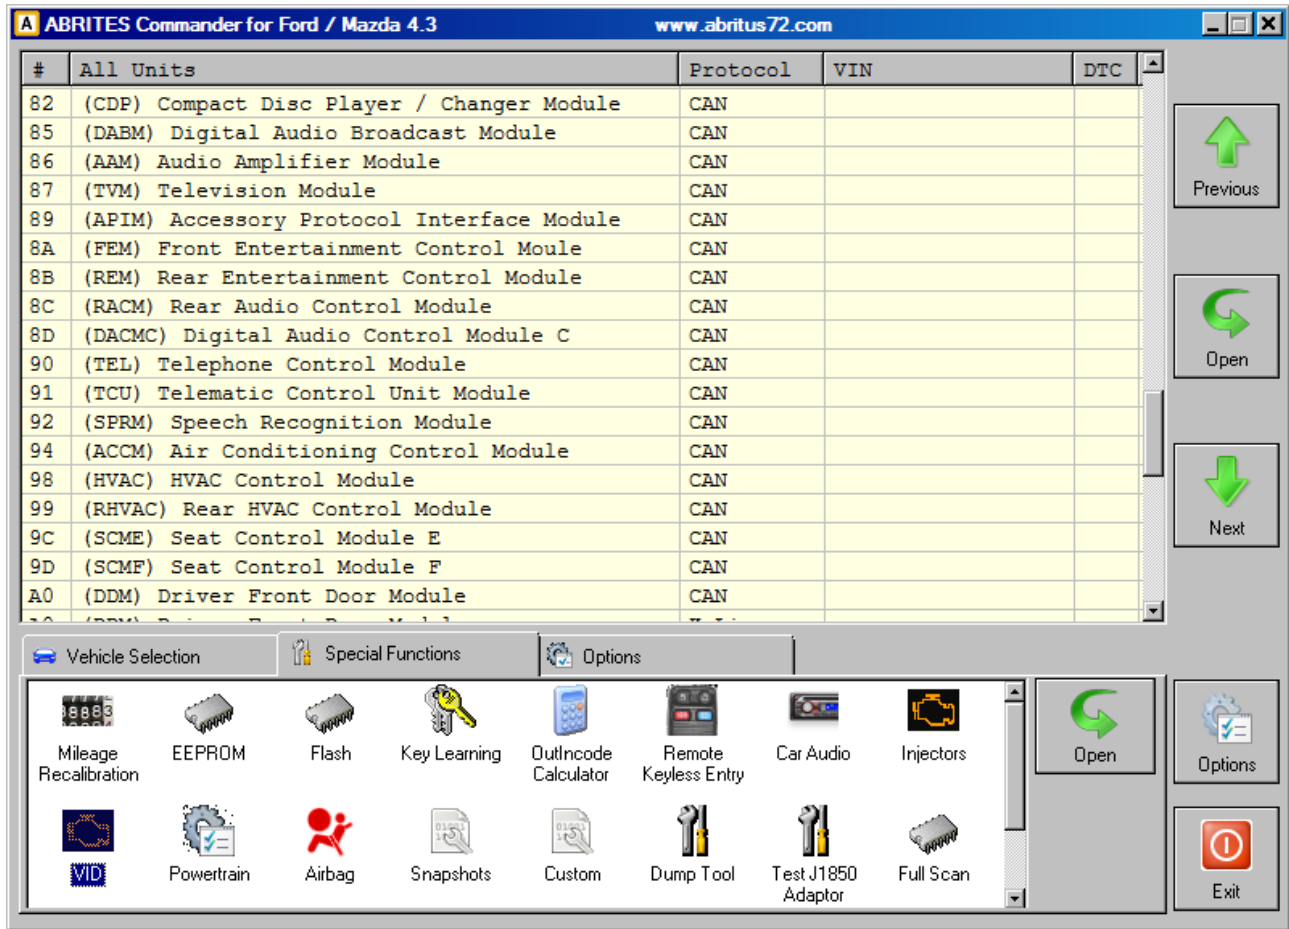 A ABRITES Commander for Ford / Mazda 4.3 www.abritus72.com
# All Units Protocol VIN DTC
82 (CDP) Compact Disc Player / Changer Module CAN
85 (DABM) Digital Audio Broadcast Module CAN
86 (AAM) Audio Amplifier Module CAN
87 (TVM) Television Module CAN
89 (APIM) Accessory Protocol Interface Module CAN
8A (FEM) Front Entertainment Control Moule CAN
8B (REM) Rear Entertainment Control Module CAN
8C (RACM) Rear Audio Control Module CAN
8D (DACMC) Digital Audio Control Module C CAN
90 (TEL) Telephone Control Module CAN
91 (TCU) Telematic Control Unit Module CAN
92 (SPRM) Speech Recognition Module CAN
94 (ACCM) Air Conditioning Control Module CAN
98 (HVAC) HVAC Control Module CAN
99 (RHVAC) Rear HVAC Control Module CAN
9C (SCME) Seat Control Module E CAN
9D (SCMF) Seat Control Module F CAN
A0 (DDM) Driver Front Door Module CAN
Previous
Open
Next
Vehicle Selection Special Functions Options
Mileage Recalibration
EEPROM
Flash
Key Learning
OutIncode Calculator
Remote Keyless Entry
Car Audio
Injectors
VID
Powertrain
Airbag
Snapshots
Custom
Dump Tool
Test J1850 Adaptor
Full Scan
Open
Options
Exit